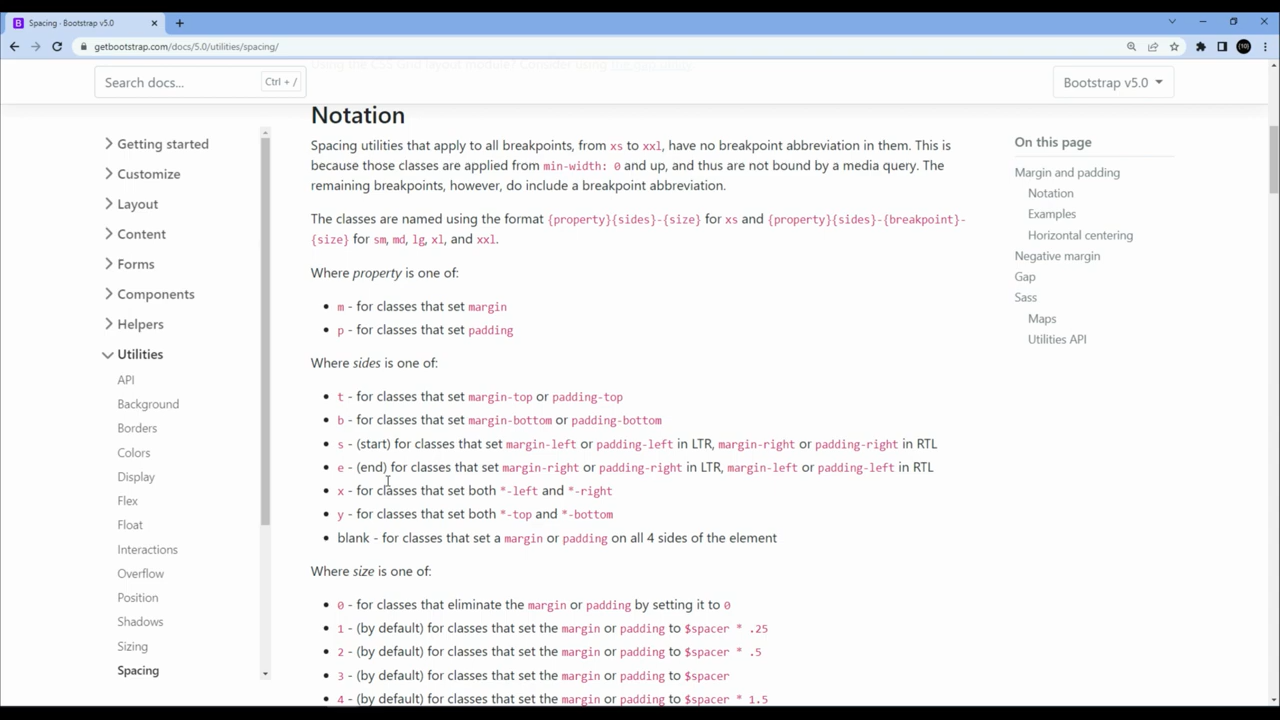 Spacing · Bootstrap v5.0
getbootstrap.com/docs/5.0/utilities/spacing/
Search docs...
Ctrl + /
Bootstrap v5.0
Getting started
Customize
Layout
Content
Forms
Components
Helpers
Utilities
API
Background
Borders
Colors
Display
Flex
Float
Interactions
Overflow
Position
Shadows
Sizing
Spacing
Using the CSS Grid layout module? Consider using the gap utility.
Notation
Spacing utilities that apply to all breakpoints, from xs to xxl, have no breakpoint abbreviation in them. This is
because those classes are applied from min-width: 0 and up, and thus are not bound by a media query. The
remaining breakpoints, however, do include a breakpoint abbreviation.
The classes are named using the format {property}{sides}-{size} for xs and {property}{sides}-{breakpoint}-
{size} for sm, md, lg, xl, and xxl.
Where property is one of:
m - for classes that set margin
p - for classes that set padding
Where sides is one of:
t - for classes that set margin-top or padding-top
b - for classes that set margin-bottom or padding-bottom
s - (start) for classes that set margin-left or padding-left in LTR, margin-right or padding-right in RTL
e - (end) for classes that set margin-right or padding-right in LTR, margin-left or padding-left in RTL
x - for classes that set both *-left and *-right
y - for classes that set both *-top and *-bottom
blank - for classes that set a margin or padding on all 4 sides of the element
Where size is one of:
0 - for classes that eliminate the margin or padding by setting it to 0
1 - (by default) for classes that set the margin or padding to $spacer * .25
2 - (by default) for classes that set the margin or padding to $spacer * .5
3 - (by default) for classes that set the margin or padding to $spacer
4 - (by default) for classes that set the margin or padding to $spacer * 1.5
On this page
Margin and padding
Notation
Examples
Horizontal centering
Negative margin
Gap
Sass
Maps
Utilities API